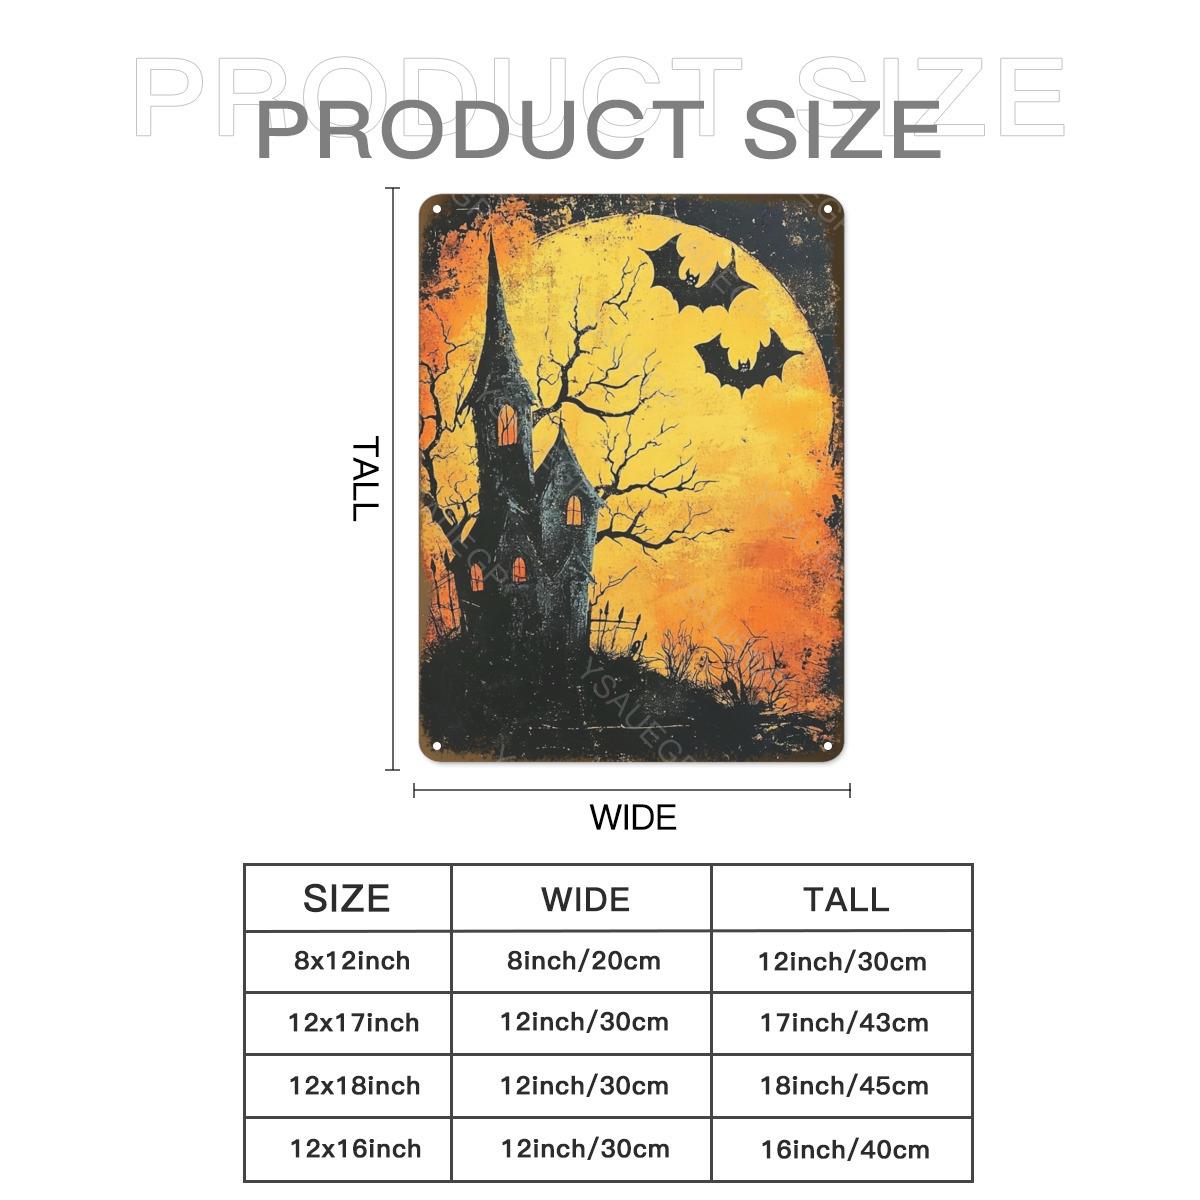 PRODUCT SIZE
PRODUCT SIZE
TALL
YSAUEGP
WIDE
SIZE WIDE TALL
8x12inch 8inch/20cm 12inch/30cm
12x17inch 12inch/30cm 17inch/43cm
12x18inch 12inch/30cm 18inch/45cm
12x16inch 12inch/30cm 16inch/40cm